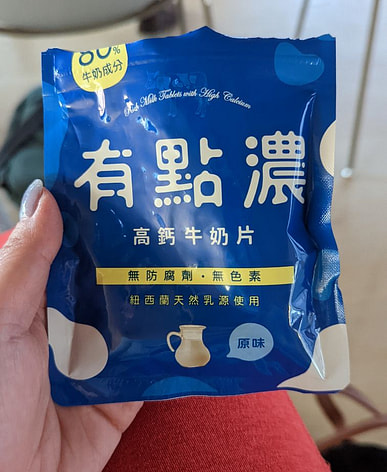 80%
牛奶成分
Rich Milk Tablets with High Calcium
有點濃
高鈣牛奶片
無防腐劑・無色素
紐西蘭天然乳源使用
原味